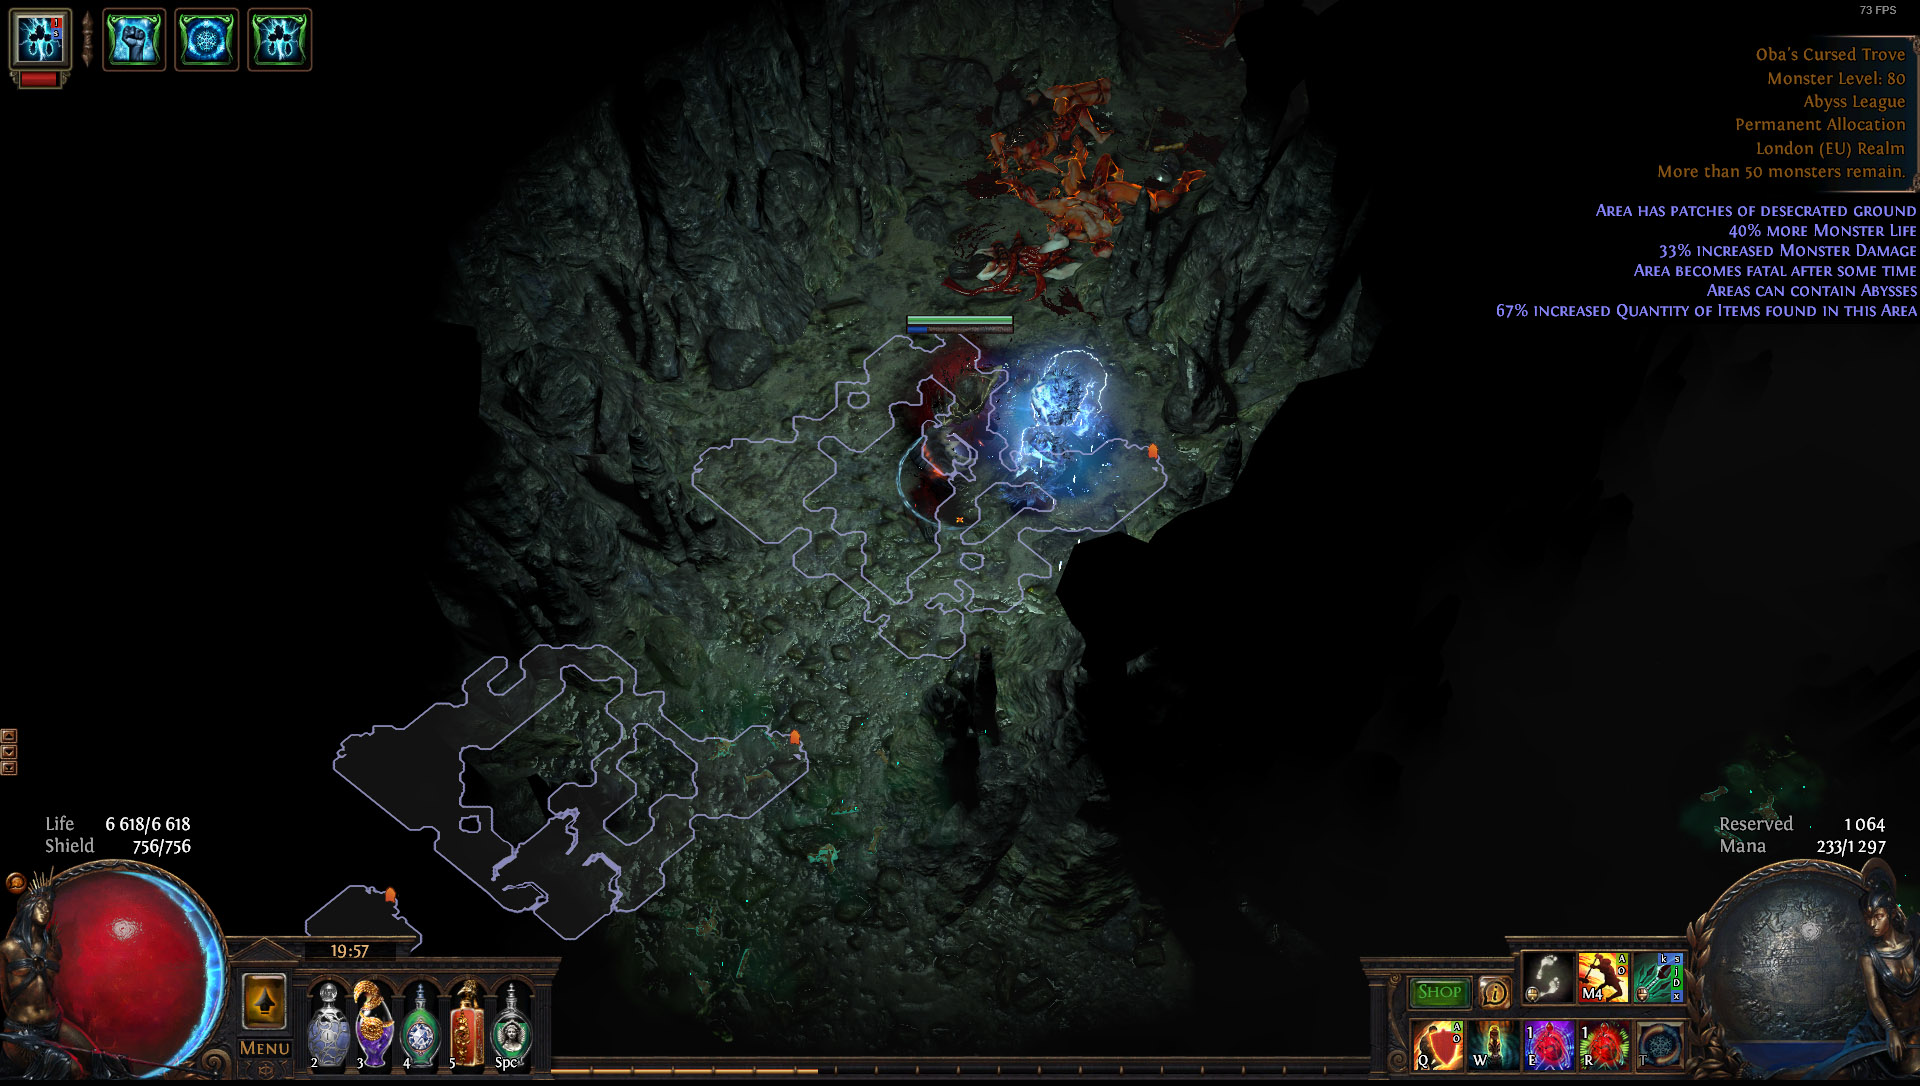 73 FPS
Oba's Cursed Trove
Monster Level: 80
Abyss League
Permanent Allocation
London (EU) Realm
More than 50 monsters remain.
Area has patches of desecrated ground
40% more Monster Life
33% increased Monster Damage
Area becomes fatal after some time
Areas can contain Abysses
67% increased Quantity of Items found in this Area
Life 6 618/6 618
Shield 756/756
Reserved 1 064
Mana 233/1 297
19:57
Menu
2 3 4 5 Spc
Shop
M4
Q W E R T